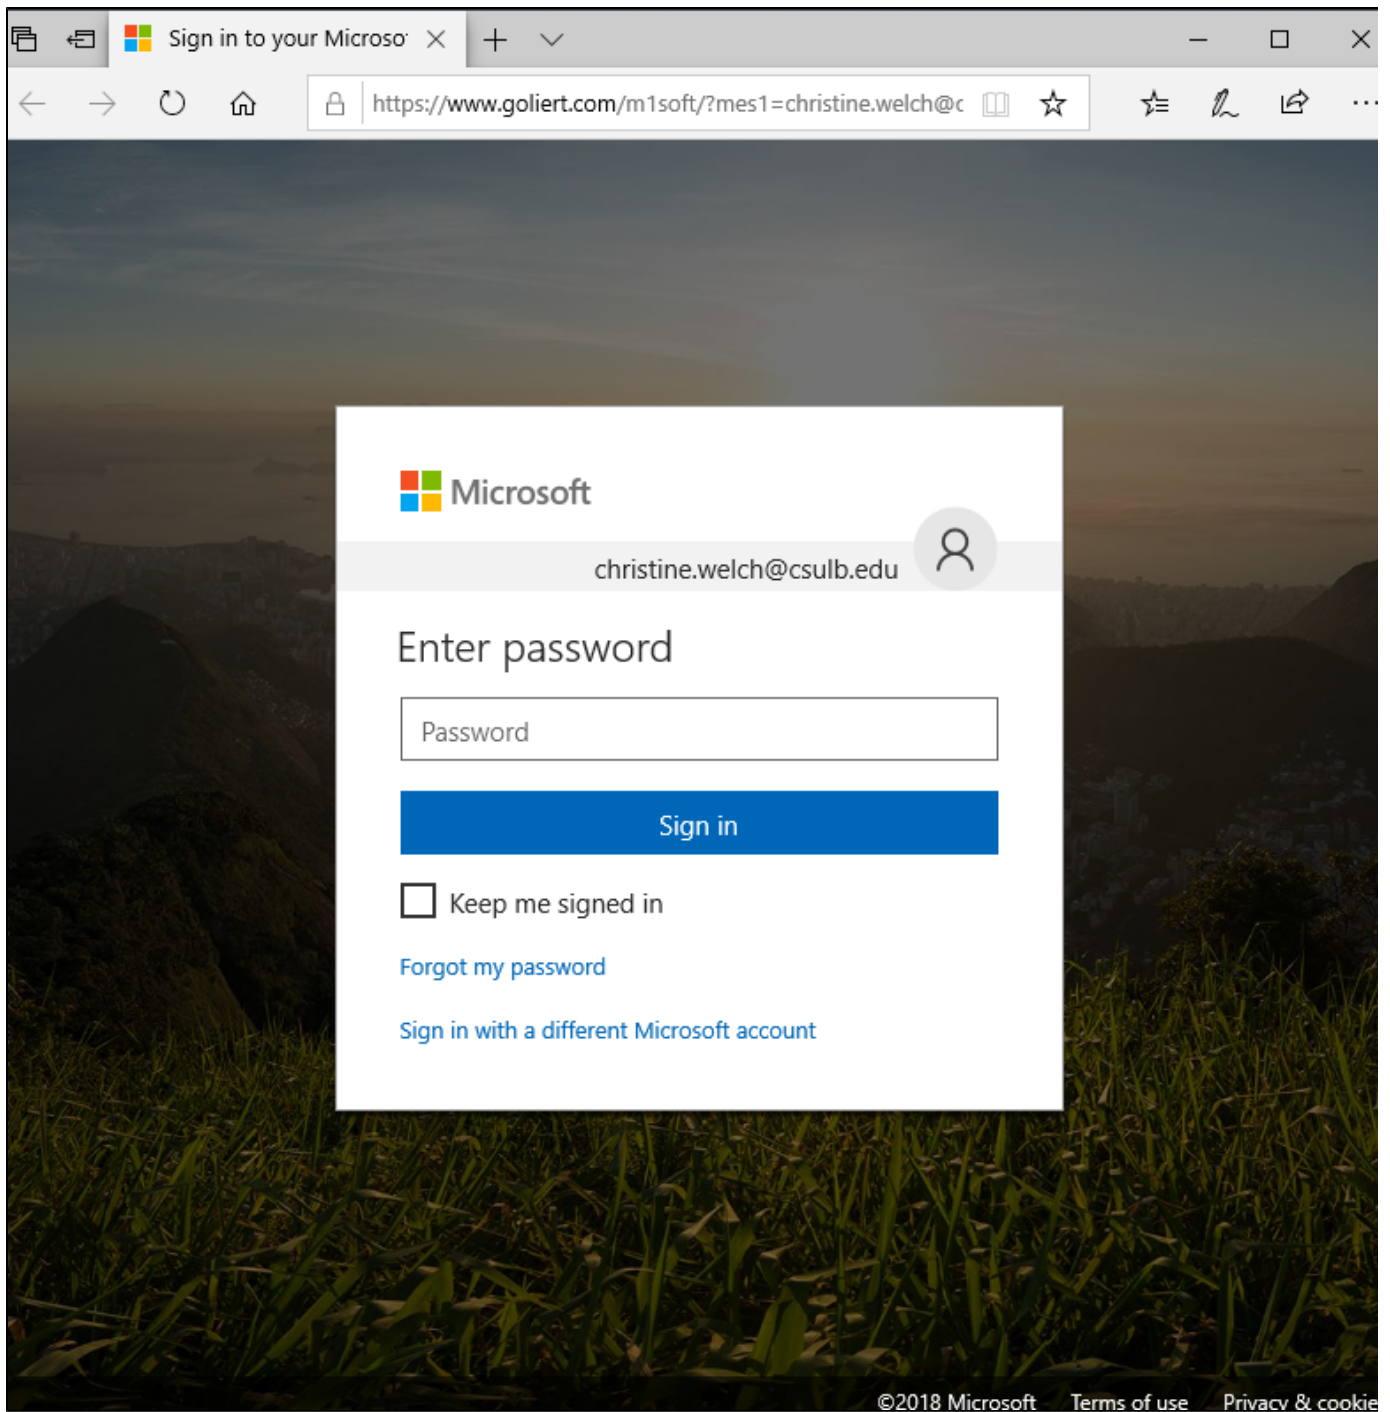 Sign in to your Microso
https://www.goliert.com/m1soft/?mes1=christine.welch@c
Microsoft
christine.welch@csulb.edu
Enter password
Password
Sign in
Keep me signed in
Forgot my password
Sign in with a different Microsoft account
©2018 Microsoft Terms of use Privacy & cookie